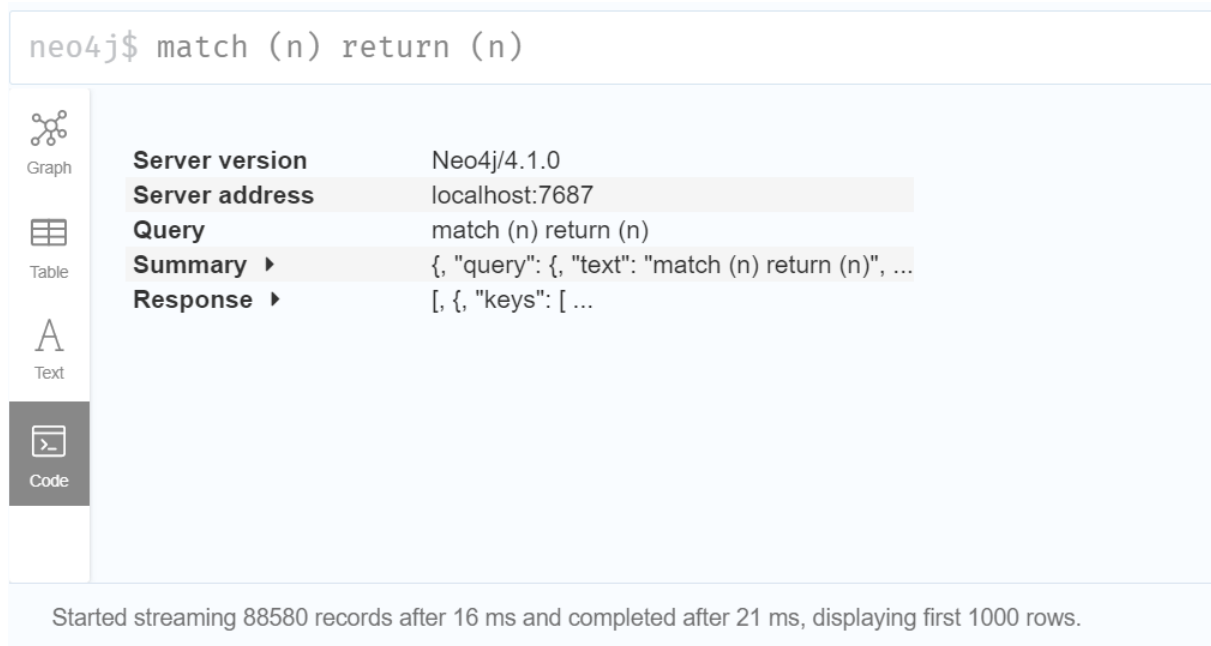 neo4j$ match (n) return (n)
Graph
Table
Text
Code
Server version Neo4j/4.1.0
Server address localhost:7687
Query match (n) return (n)
Summary {, "query": {, "text": "match (n) return (n)", ...
Response [, {, "keys": [ ...
Started streaming 88580 records after 16 ms and completed after 21 ms, displaying first 1000 rows.